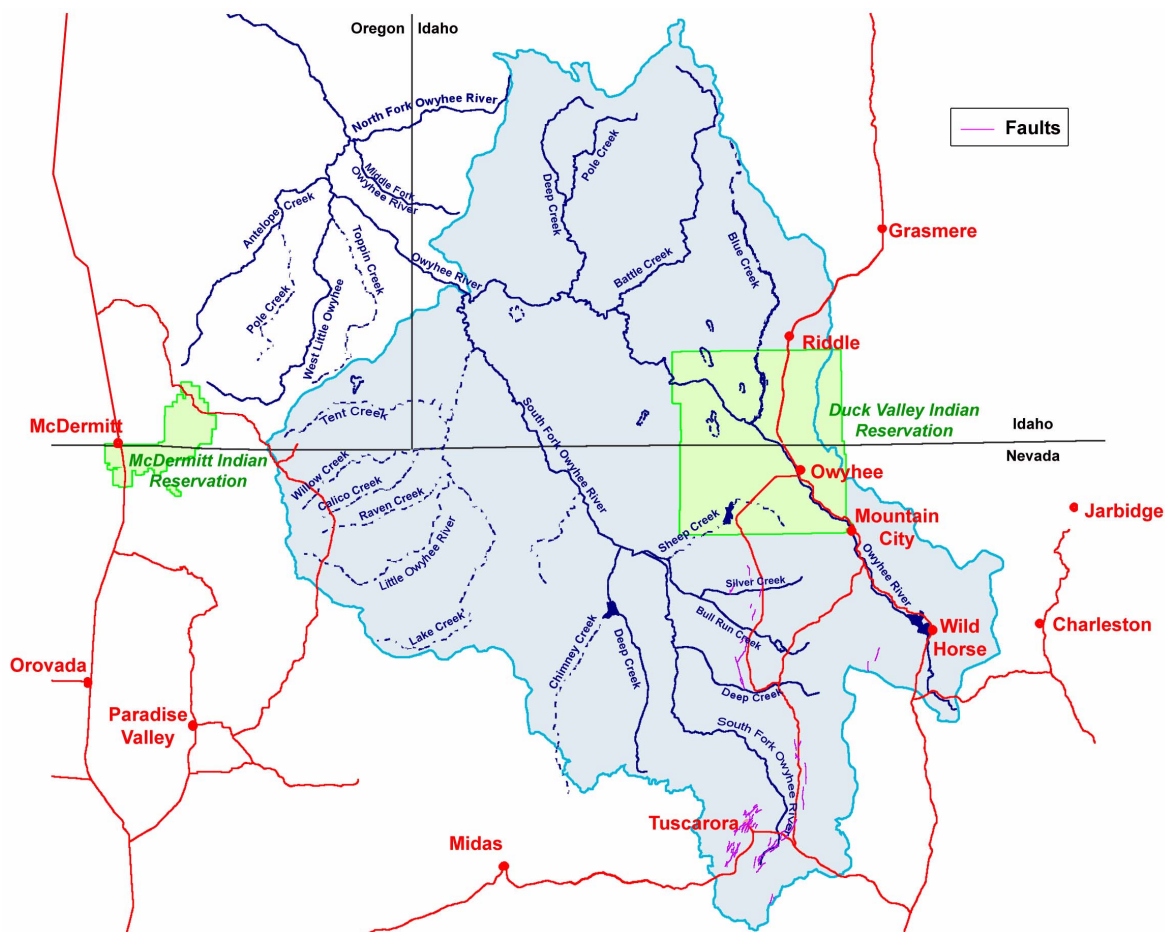 Oregon
Idaho
North Fork Owyhee River
Faults
Middle Fork
Owyhee River
Pole Creek
Deep Creek
Antelope Creek
Toppin Creek
Owyhee River
Battle Creek
Blue Creek
Grasmere
Pole Creek
West Little Owyhee
Riddle
McDermitt
Tent Creek
South Fork Owyhee River
Duck Valley Indian
Reservation
Idaho
Nevada
McDermitt Indian
Reservation
Willow Creek
Calico Creek
Raven Creek
Owyhee
Little Owyhee River
Sheep Creek
Mountain
City
Jarbidge
Owyhee River
Silver Creek
Bull Run Creek
Lake Creek
Chimney Creek
Deep Creek
Wild
Horse
Charleston
Orovada
Deep Creek
Paradise
Valley
South Fork Owyhee River
Tuscarora
Midas